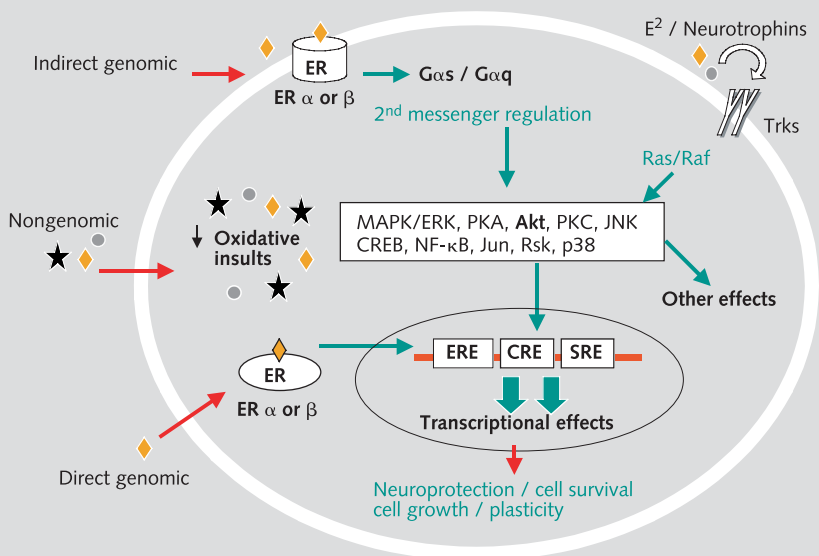 E² / Neurotrophins
Indirect genomic
ER
Gαs / Gαq
ER α or β
2nd messenger regulation
Trks
Ras/Raf
Nongenomic
MAPK/ERK, PKA, Akt, PKC, JNK
CREB, NF-κB, Jun, Rsk, p38
↓ Oxidative
insults
Other effects
ERE CRE SRE
ER
ER α or β
Transcriptional effects
Direct genomic
Neuroprotection / cell survival
cell growth / plasticity